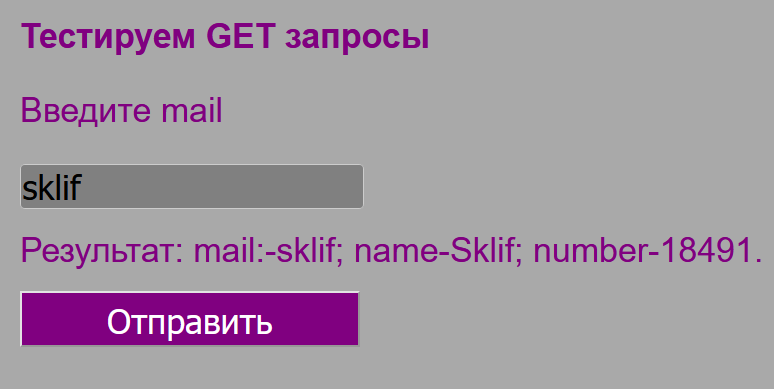 Тестируем GET запросы
Введите mail
sklif
Результат: mail:-sklif; name-Sklif; number-18491.
Отправить